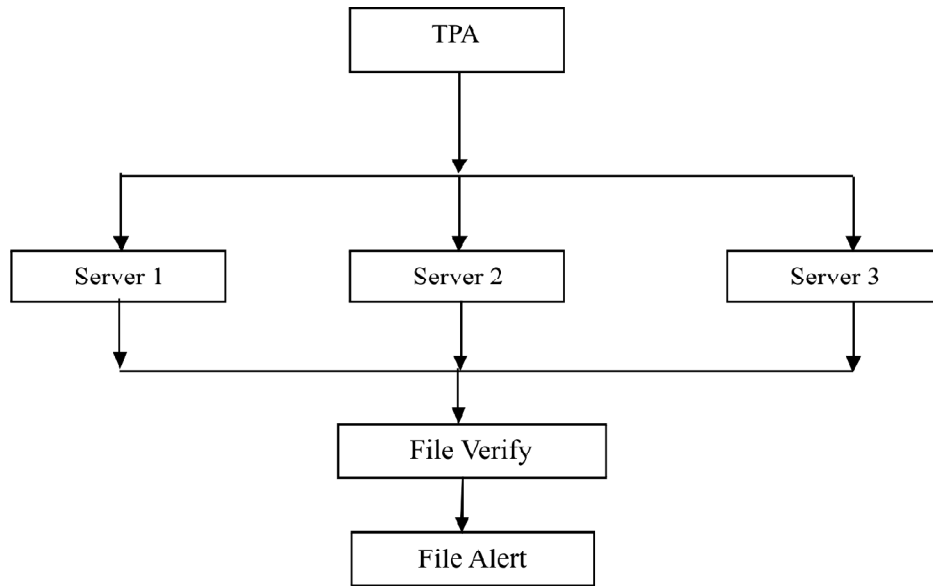 TPA
Server 1
Server 2
Server 3
File Verify
File Alert